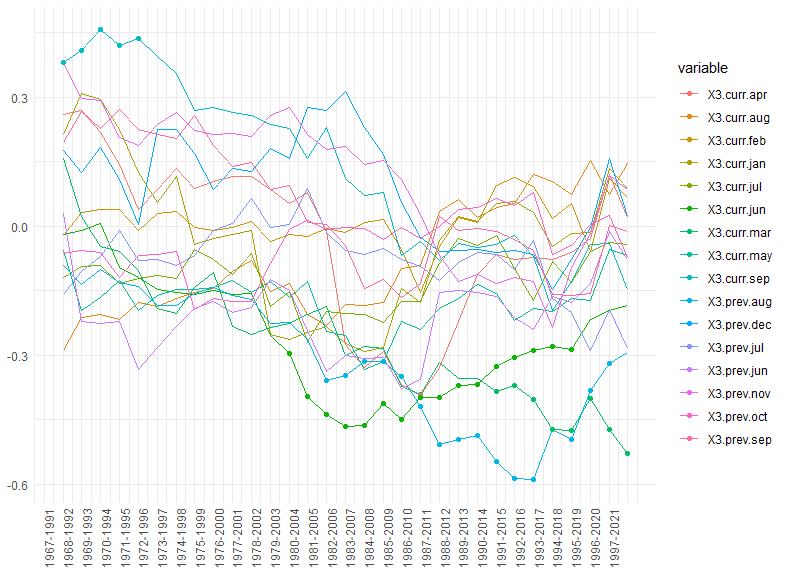 variable
X3.curr.apr
X3.curr.aug
X3.curr.feb
X3.curr.jan
X3.curr.jul
X3.curr.jun
X3.curr.mar
X3.curr.may
X3.curr.sep
X3.prev.aug
X3.prev.dec
X3.prev.jul
X3.prev.jun
X3.prev.nov
X3.prev.oct
X3.prev.sep
0.3
0.0
-0.3
-0.6
1967-1991
1968-1992
1969-1993
1970-1994
1971-1995
1972-1996
1973-1997
1974-1998
1975-1999
1976-2000
1977-2001
1978-2002
1979-2003
1980-2004
1981-2005
1982-2006
1983-2007
1984-2008
1985-2009
1986-2010
1987-2011
1988-2012
1989-2013
1990-2014
1991-2015
1992-2016
1993-2017
1994-2018
1995-2019
1996-2020
1997-2021